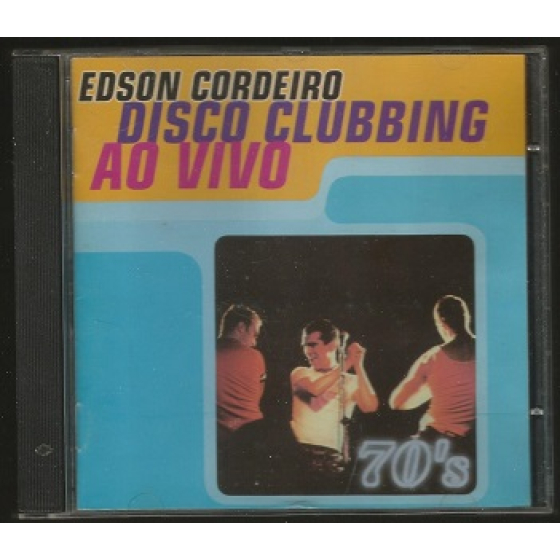 EDSON CORDEIRO
DISCO CLUBBING
AO VIVO
70's